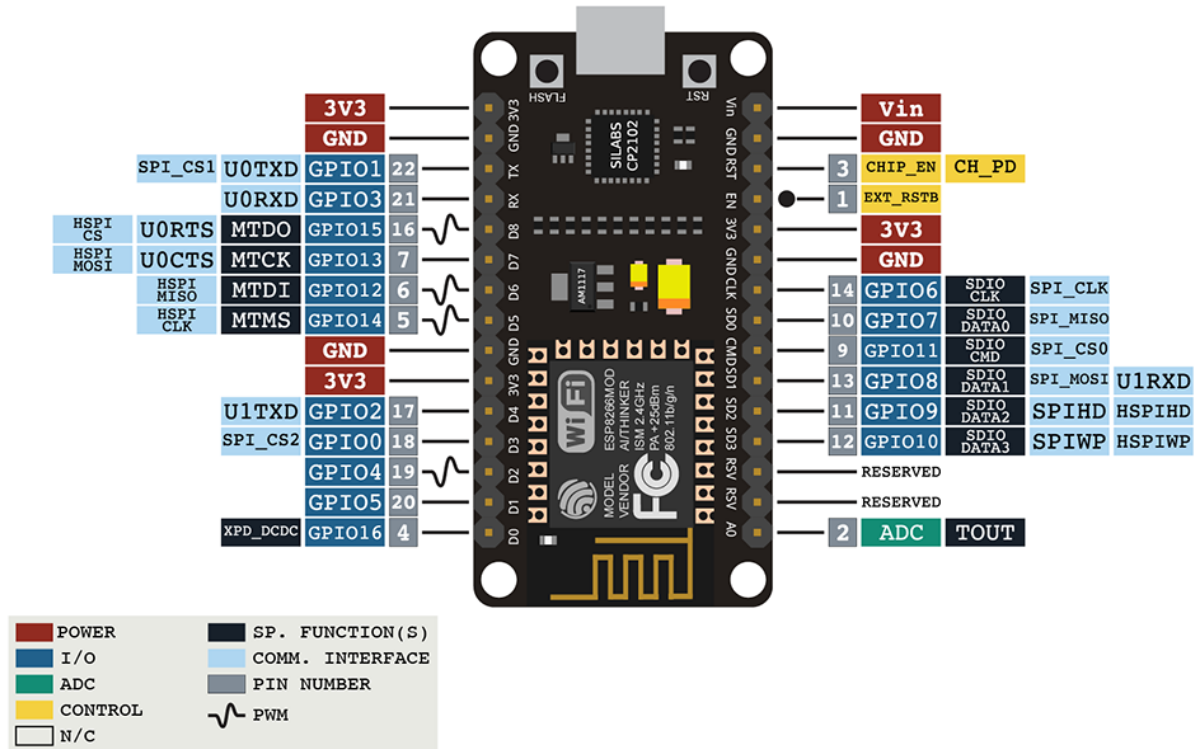 FLASH
RST
SILABS
CP2102
3V3 3V3 Vin Vin
GND GND GND GND
SPI_CS1 U0TXD GPIO1 22 TX RST 3 CHIP_EN CH_PD
U0RXD GPIO3 21 RX EN 1 EXT_RSTB
HSPI
CS U0RTS MTDO GPIO15 16 D8 3V3 3V3
HSPI
MOSI U0CTS MTCK GPIO13 7 D7 GND GND
HSPI
MISO MTDI GPIO12 6 D6 CLK 14 GPIO6 SDIO
CLK SPI_CLK
HSPI
CLK MTMS GPIO14 5 D5 SD0 10 GPIO7 SDIO
DATA0 SPI_MISO
AM1117
GND GND CMD 9 GPIO11 SDIO
CMD SPI_CS0
3V3 3V3 SD1 13 GPIO8 SDIO
DATA1 SPI_MOSI U1RXD
U1TXD GPIO2 17 D4 SD2 11 GPIO9 SDIO
DATA2 SPIHD HSPIHD
SPI_CS2 GPIO0 18 D3 SD3 12 GPIO10 SDIO
DATA3 SPIWP HSPIWP
GPIO4 19 D2 RSV RESERVED
GPIO5 20 D1 RSV RESERVED
XPD_DCDC GPIO16 4 D0 A0 2 ADC TOUT
WiFi
MODEL ESP8266MOD
VENDOR AI/THINKER
ISM 2.4GHz
PA +25dBm
802.11b/g/n
FC
POWER
I/O
ADC
CONTROL
N/C
SP. FUNCTION(S)
COMM. INTERFACE
PIN NUMBER
PWM